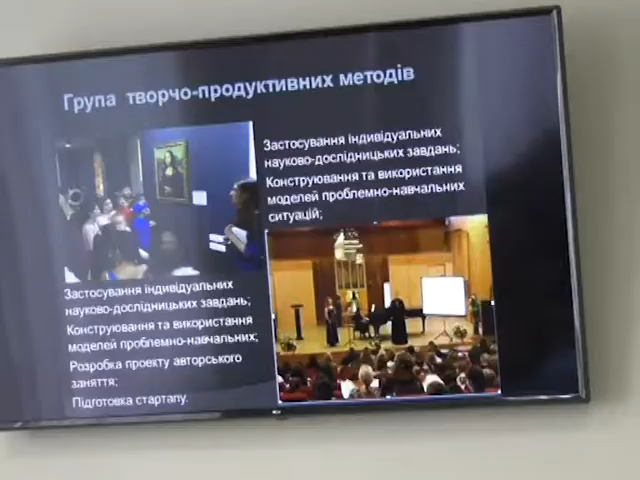 Група творчо-продуктивних методів
Застосування індивідуальних
науково-дослідницьких завдань;
Конструювання та використання
моделей проблемно-навчальних
ситуацій;
Застосування індивідуальних
науково-дослідницьких завдань;
Конструювання та використання
моделей проблемно-навчальних;
Розробка проекту авторського
заняття;
Підготовка стартапу.